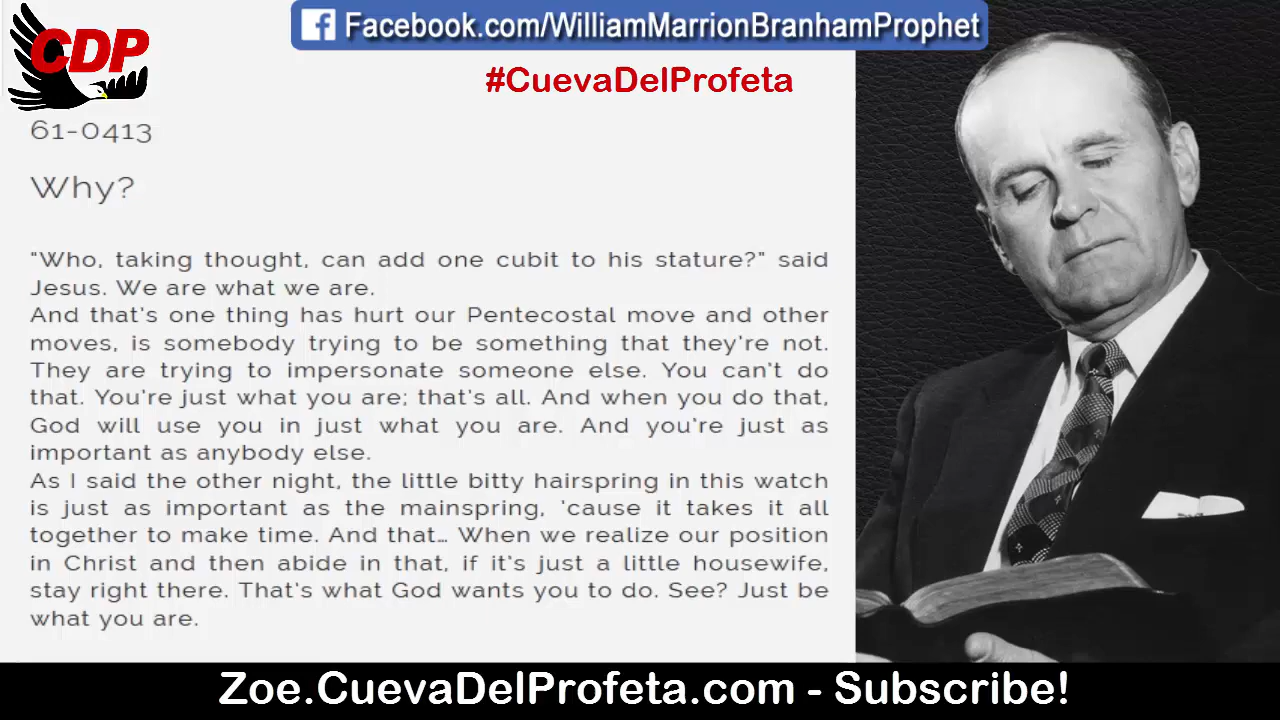 Facebook.com/WilliamMarrionBranhamProphet
CDP
#CuevaDelProfeta
61-0413
Why?
"Who, taking thought, can add one cubit to his stature?" said
Jesus. We are what we are.
And that's one thing has hurt our Pentecostal move and other
moves, is somebody trying to be something that they're not.
They are trying to impersonate someone else. You can't do
that. You're just what you are; that's all. And when you do that,
God will use you in just what you are. And you're just as
important as anybody else.
As I said the other night, the little bitty hairspring in this watch
is just as important as the mainspring, 'cause it takes it all
together to make time. And that… When we realize our position
in Christ and then abide in that, if it's just a little housewife,
stay right there. That's what God wants you to do. See? Just be
what you are.
Zoe.CuevaDelProfeta.com - Subscribe!